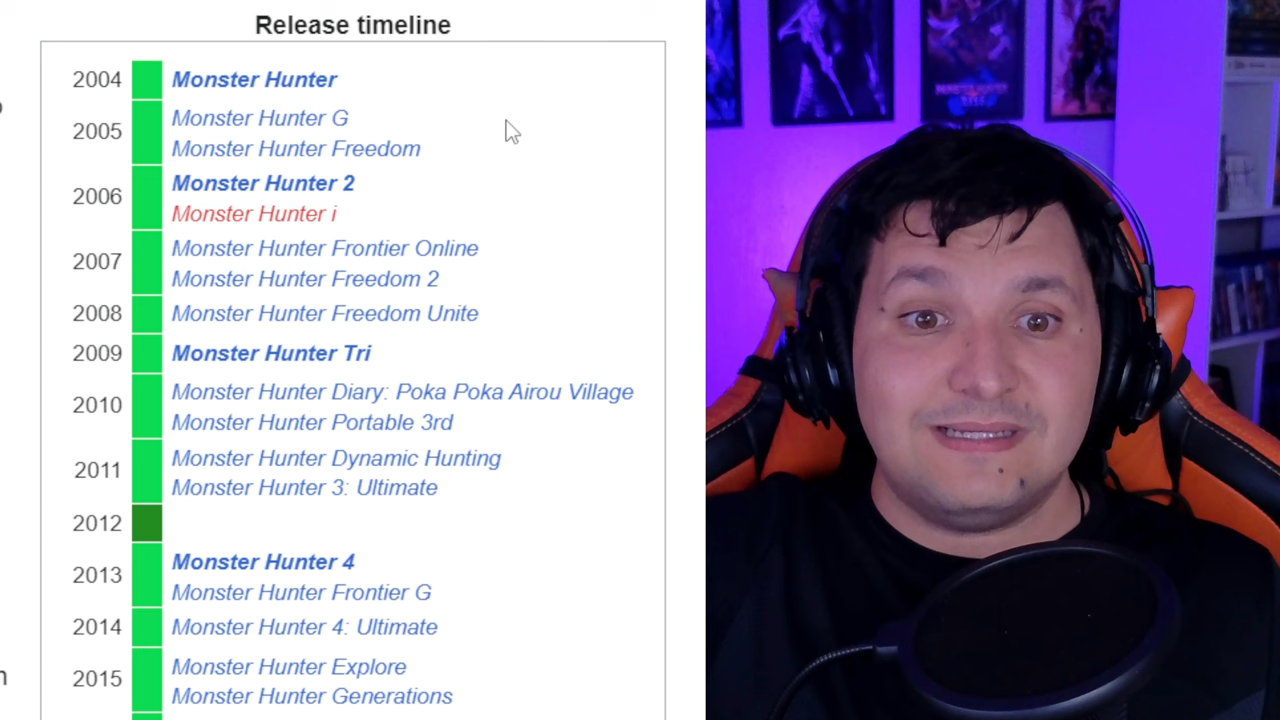 Release timeline
2004 Monster Hunter
2005 Monster Hunter G
Monster Hunter Freedom
2006 Monster Hunter 2
Monster Hunter i
2007 Monster Hunter Frontier Online
Monster Hunter Freedom 2
2008 Monster Hunter Freedom Unite
2009 Monster Hunter Tri
2010 Monster Hunter Diary: Poka Poka Airou Village
Monster Hunter Portable 3rd
2011 Monster Hunter Dynamic Hunting
Monster Hunter 3: Ultimate
2012
2013 Monster Hunter 4
Monster Hunter Frontier G
2014 Monster Hunter 4: Ultimate
2015 Monster Hunter Explore
Monster Hunter Generations
MONSTER HUNTER
RISE